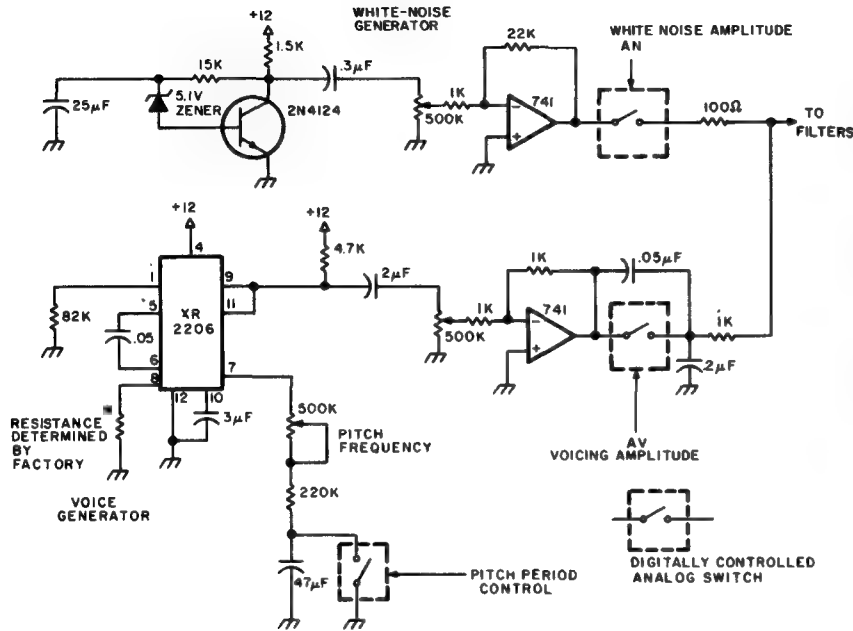 WHITE-NOISE
GENERATOR
+12
1.5K
15K
.3μF
25μF
5.1V
ZENER
2N4124
500K
1K
22K
741
WHITE NOISE AMPLITUDE
AN
100Ω
TO
FILTERS
+12
4
1
5
6
8
9
11
7
12
10
XR
2206
82K
.05
3μF
+12
4.7K
2μF
500K
1K
1K
741
.05μF
1K
2μF
AV
VOICING AMPLITUDE
RESISTANCE
DETERMINED
BY
FACTORY
VOICE
GENERATOR
500K
PITCH
FREQUENCY
220K
47μF
PITCH PERIOD
CONTROL
DIGITALLY CONTROLLED
ANALOG SWITCH